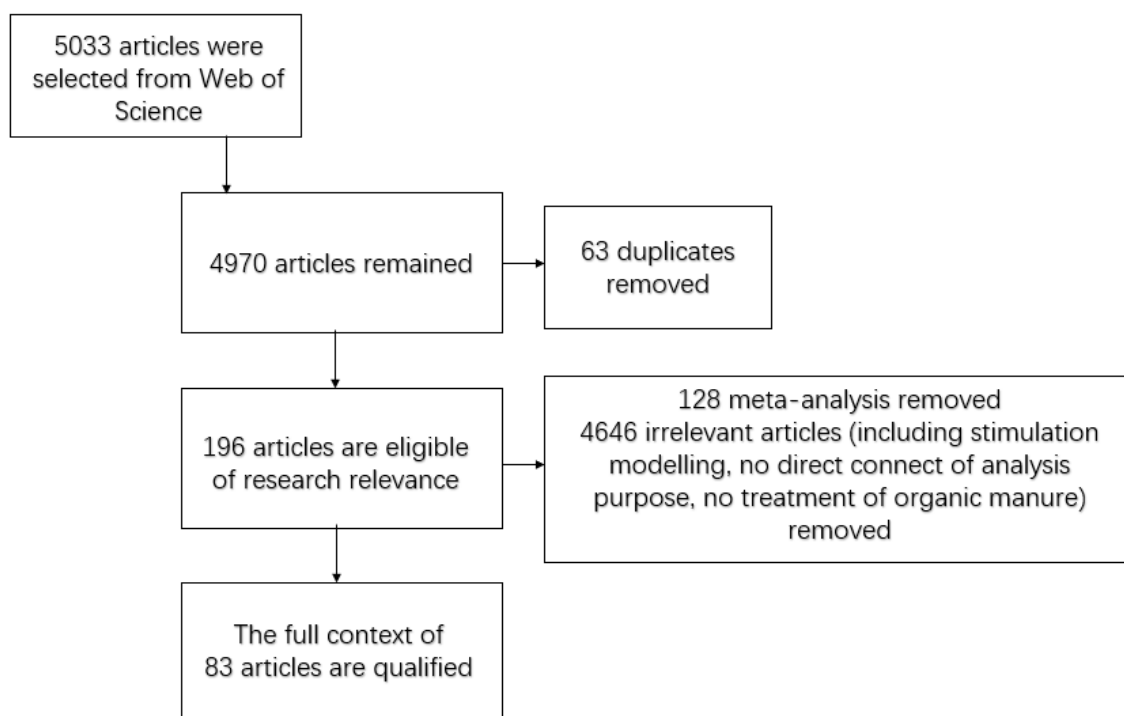 5033 articles were
selected from Web of
Science
4970 articles remained
63 duplicates
removed
196 articles are eligible
of research relevance
128 meta-analysis removed
4646 irrelevant articles (including stimulation
modelling, no direct connect of analysis
purpose, no treatment of organic manure)
removed
The full context of
83 articles are qualified